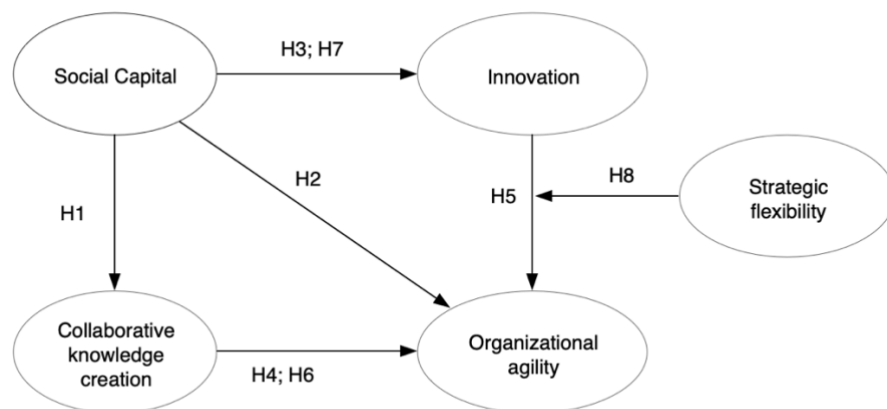 H3; H7
Social Capital
Innovation
H2
H8
H1
H5
Strategic
flexibility
Collaborative
knowledge
creation
Organizational
agility
H4; H6